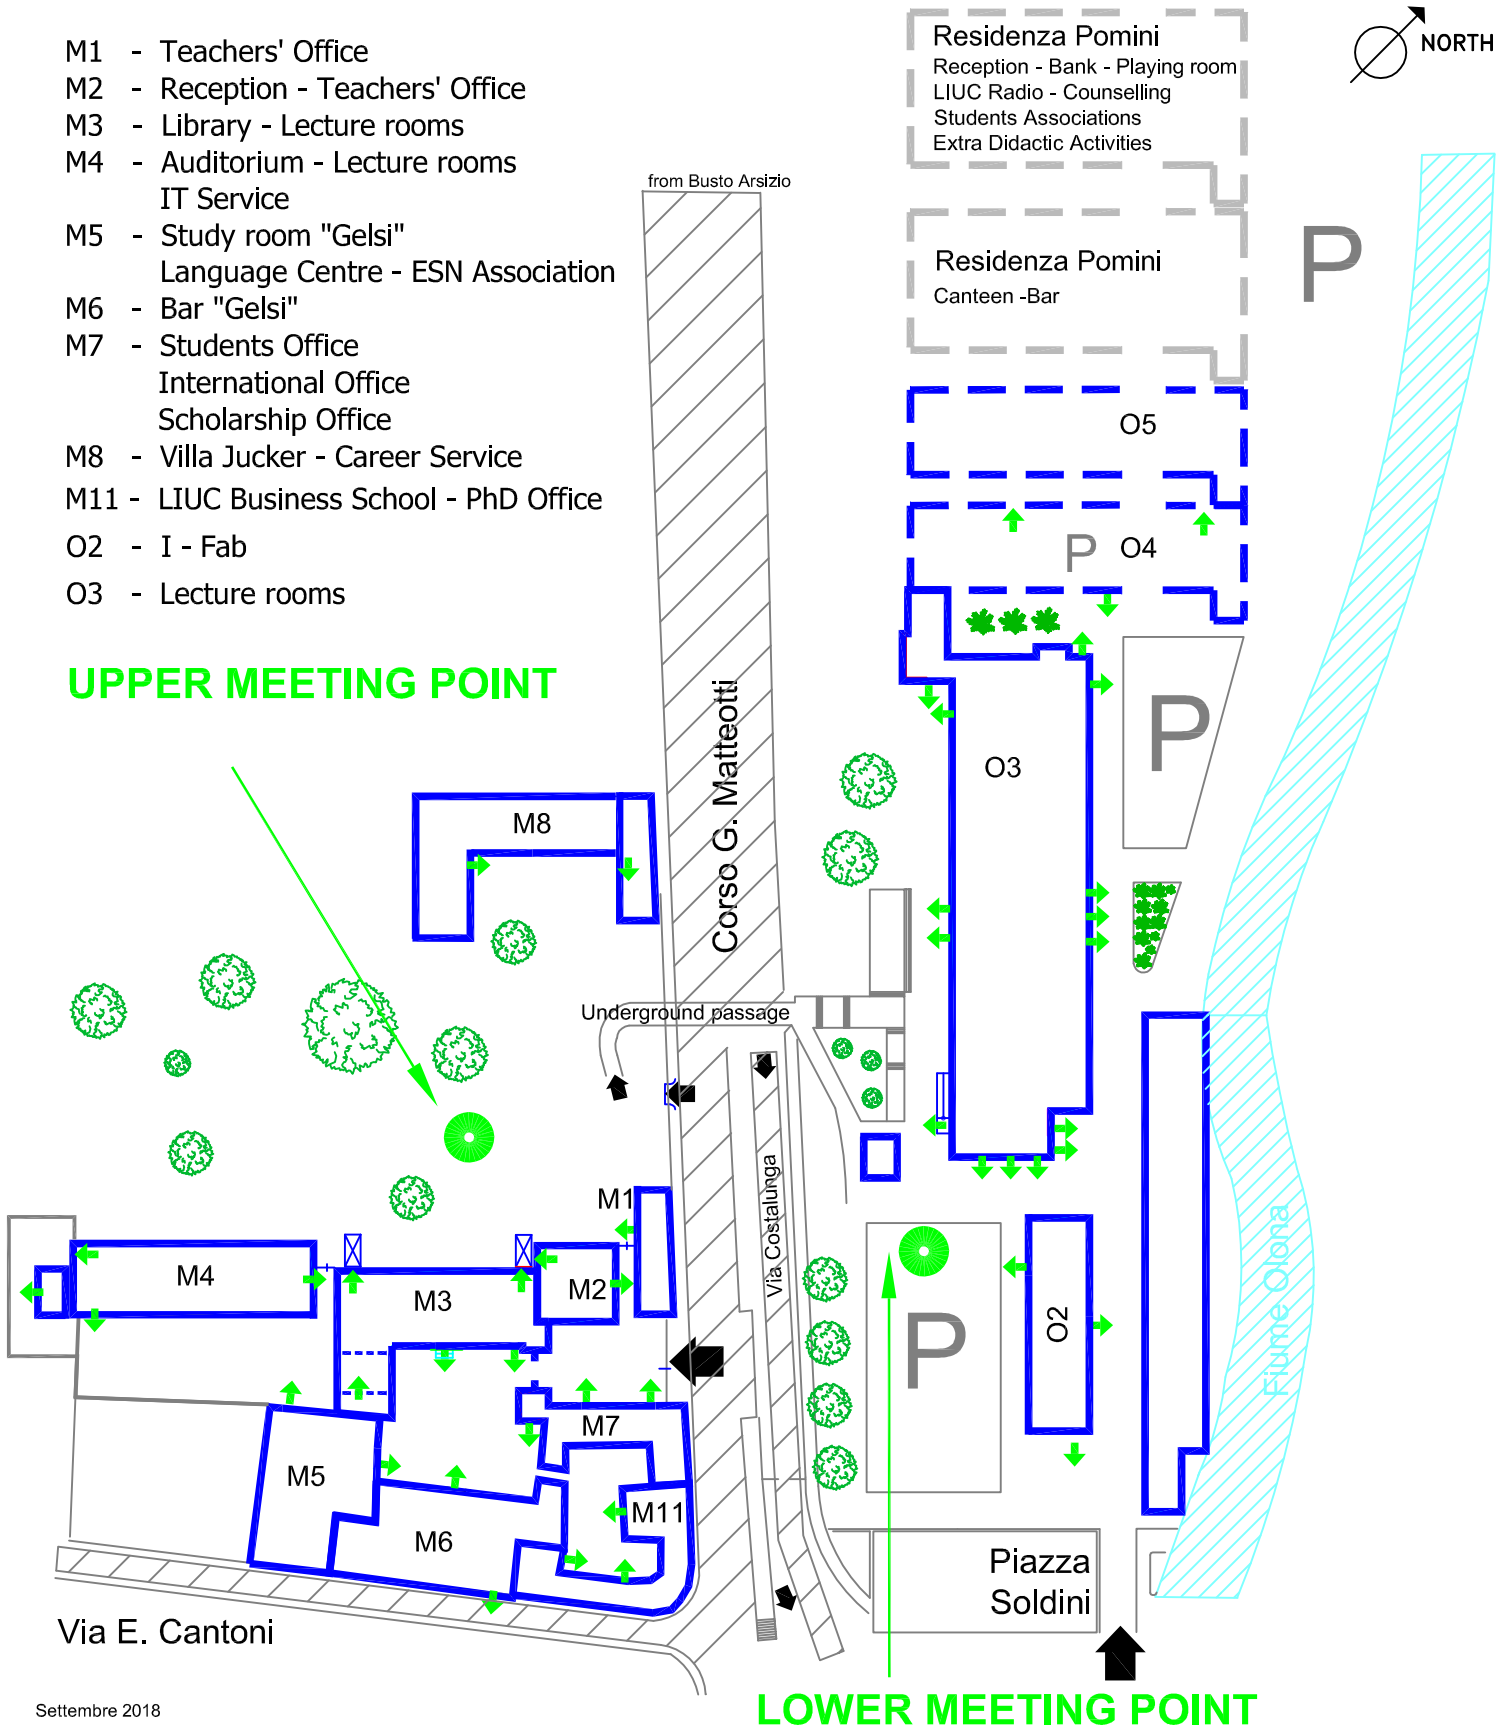 M1 - Teachers' Office
M2 - Reception - Teachers' Office
M3 - Library - Lecture rooms
M4 - Auditorium - Lecture rooms
IT Service
M5 - Study room "Gelsi"
Language Centre - ESN Association
M6 - Bar "Gelsi"
M7 - Students Office
International Office
Scholarship Office
M8 - Villa Jucker - Career Service
M11 - LIUC Business School - PhD Office
O2 - I - Fab
O3 - Lecture rooms
UPPER MEETING POINT
Residenza Pomini
Reception - Bank - Playing room
LIUC Radio - Counselling
Students Associations
Extra Didactic Activities
NORTH
from Busto Arsizio
Residenza Pomini
Canteen -Bar
P
O5
P
O4
Corso G. Matteotti
P
O3
M8
Underground passage
Via Costalunga
M1
M4
M3
M2
P
O2
Fiume Olona
M7
M5
M11
M6
Piazza
Soldini
Via E. Cantoni
LOWER MEETING POINT
Settembre 2018